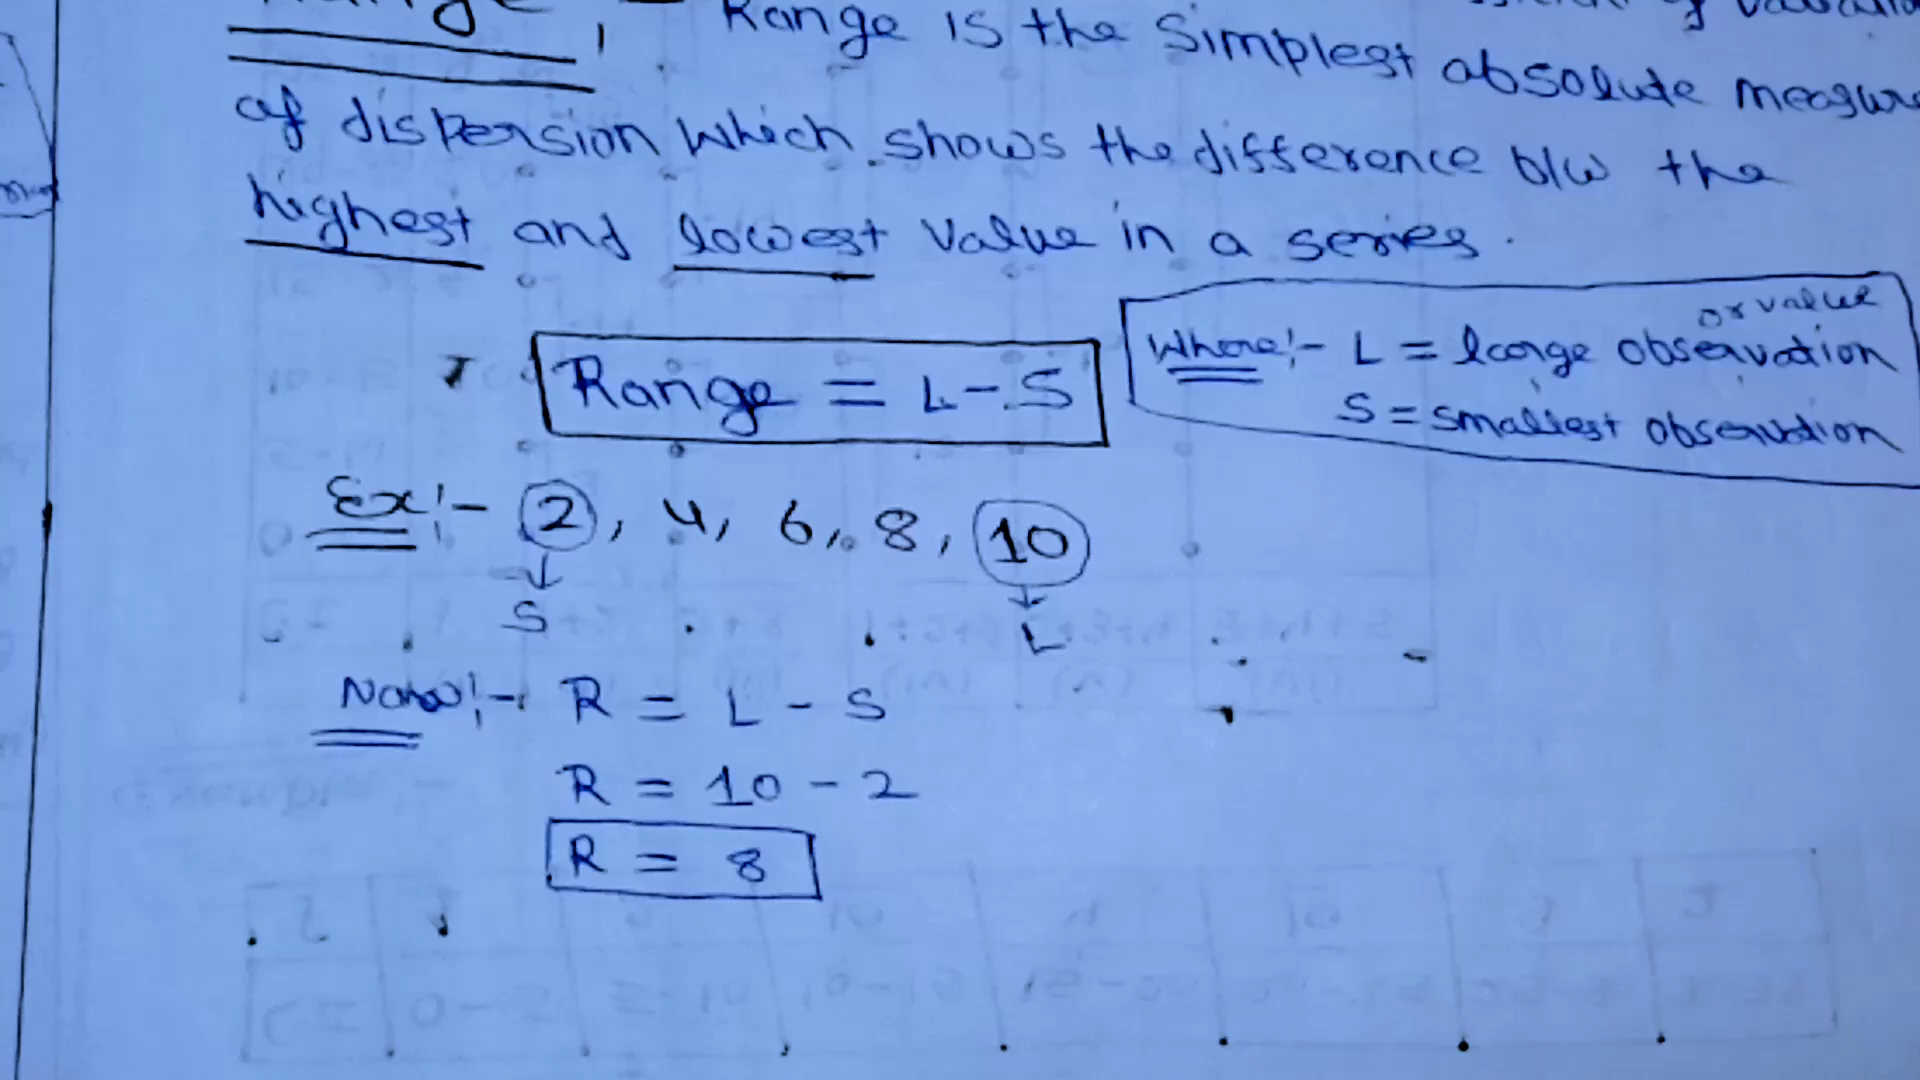 Range is the Simplest absolute measure
of dispersion which shows the difference b/w the
highest and lowest value in a series.
Range = L - S
or value
Where:- L = large observation
S = smallest observation
Ex:- 2, 4, 6, 8, 10
S L
Now:- R = L - S
R = 10 - 2
R = 8